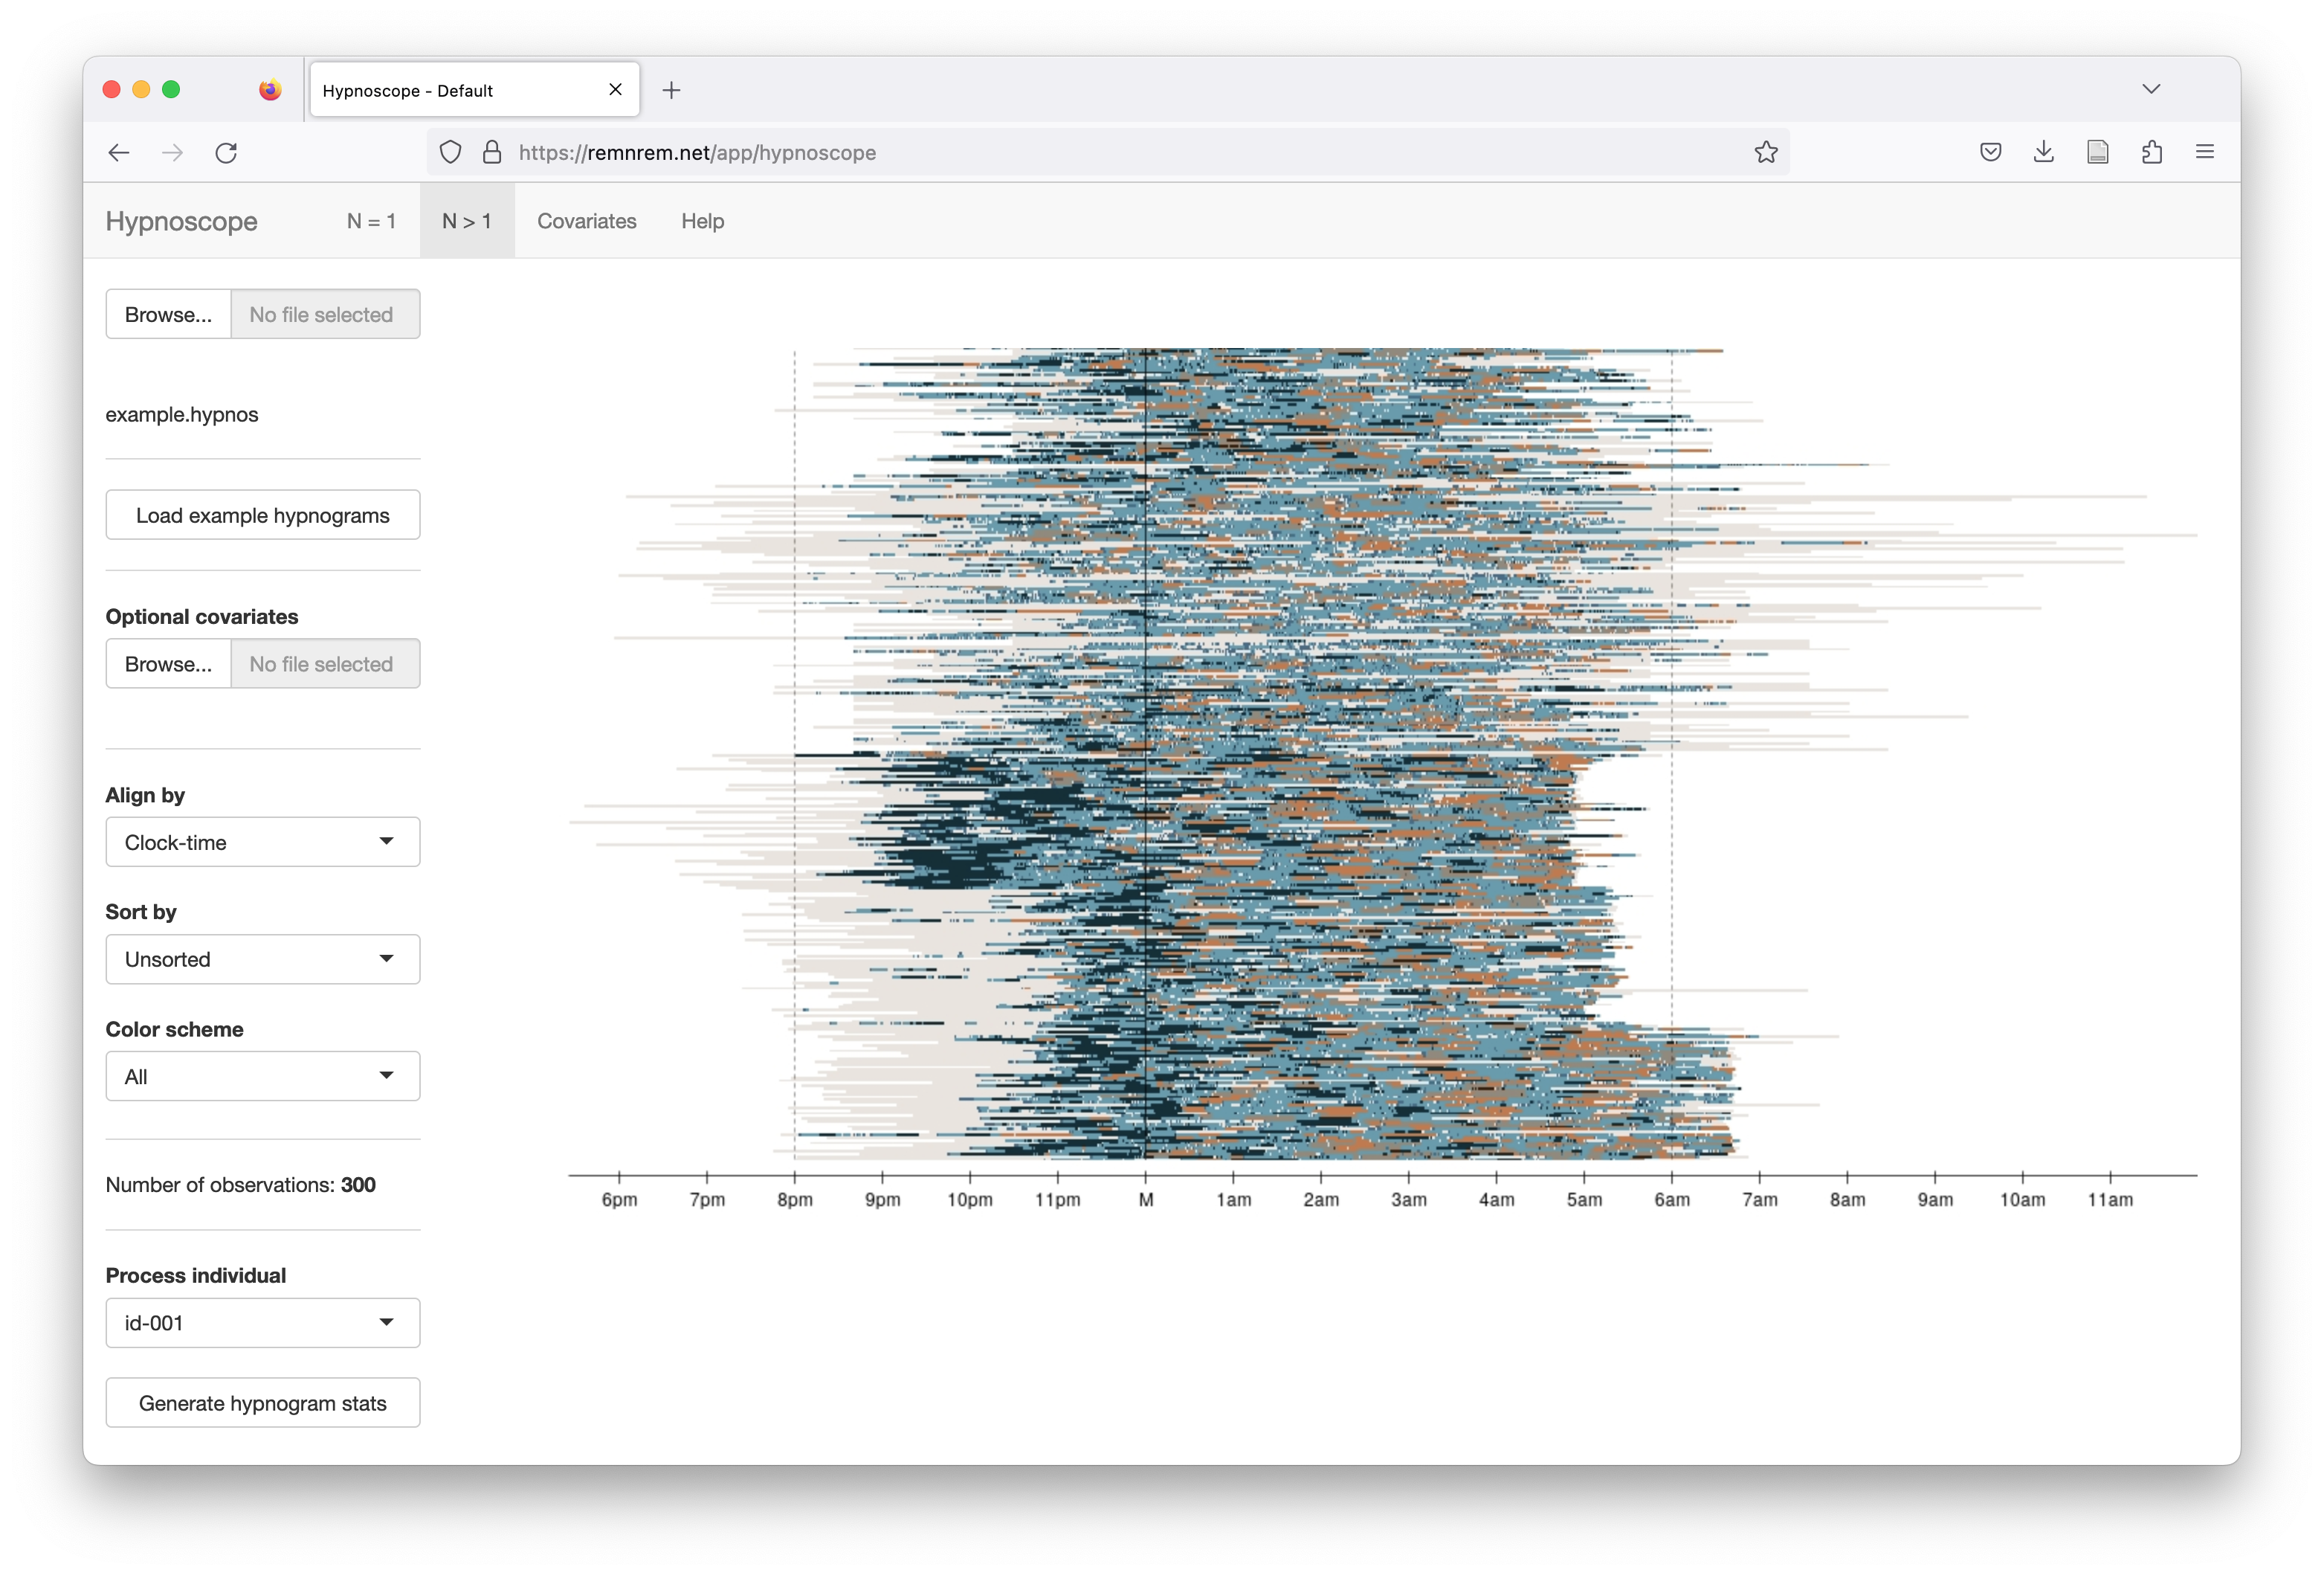 Hypnoscope - Default
https://remnrem.net/app/hypnoscope
Hypnoscope N = 1 N > 1 Covariates Help
Browse... No file selected
example.hypnos
Load example hypnograms
Optional covariates
Browse... No file selected
Align by
Clock-time
Sort by
Unsorted
Color scheme
All
Number of observations: 300
Process individual
id-001
Generate hypnogram stats
6pm 7pm 8pm 9pm 10pm 11pm M 1am 2am 3am 4am 5am 6am 7am 8am 9am 10am 11am